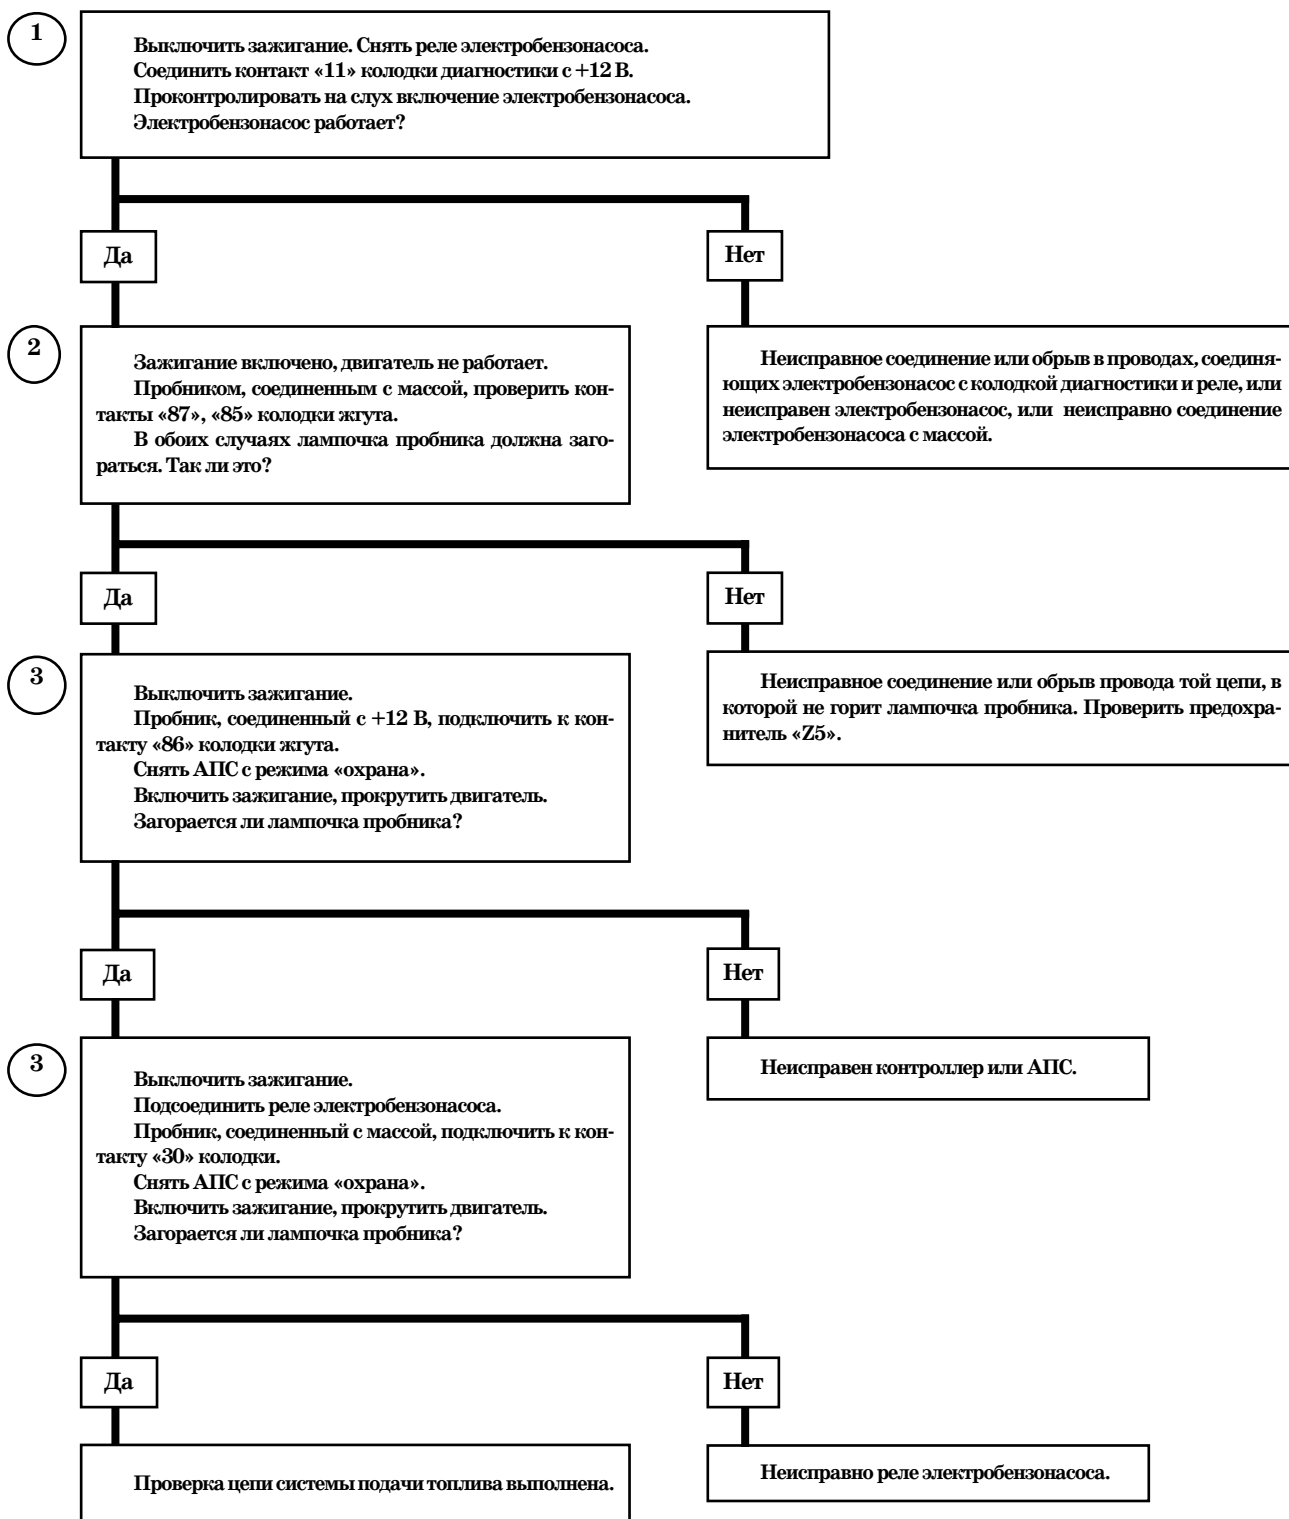 1
Выключить зажигание. Снять реле электробензонасоса.
Соединить контакт «11» колодки диагностики с +12 В.
Проконтролировать на слух включение электробензонасоса.
Электробензонасос работает?
Да
Нет
2
Зажигание включено, двигатель не работает.
Пробником, соединенным с массой, проверить кон-
такты «87», «85» колодки жгута.
В обоих случаях лампочка пробника должна заго-
раться. Так ли это?
Неисправное соединение или обрыв в проводах, соединя-
ющих электробензонасос с колодкой диагностики и реле, или
неисправен электробензонасос, или неисправно соединение
электробензонасоса с массой.
Да
Нет
3
Выключить зажигание.
Пробник, соединенный с +12 В, подключить к кон-
такту «86» колодки жгута.
Снять АПС с режима «охрана».
Включить зажигание, прокрутить двигатель.
Загорается ли лампочка пробника?
Неисправное соединение или обрыв провода той цепи, в
которой не горит лампочка пробника. Проверить предохра-
нитель «Z5».
Да
Нет
3
Выключить зажигание.
Подсоединить реле электробензонасоса.
Пробник, соединенный с массой, подключить к кон-
такту «30» колодки.
Снять АПС с режима «охрана».
Включить зажигание, прокрутить двигатель.
Загорается ли лампочка пробника?
Неисправен контроллер или АПС.
Да
Нет
Проверка цепи системы подачи топлива выполнена.
Неисправно реле электробензонасоса.